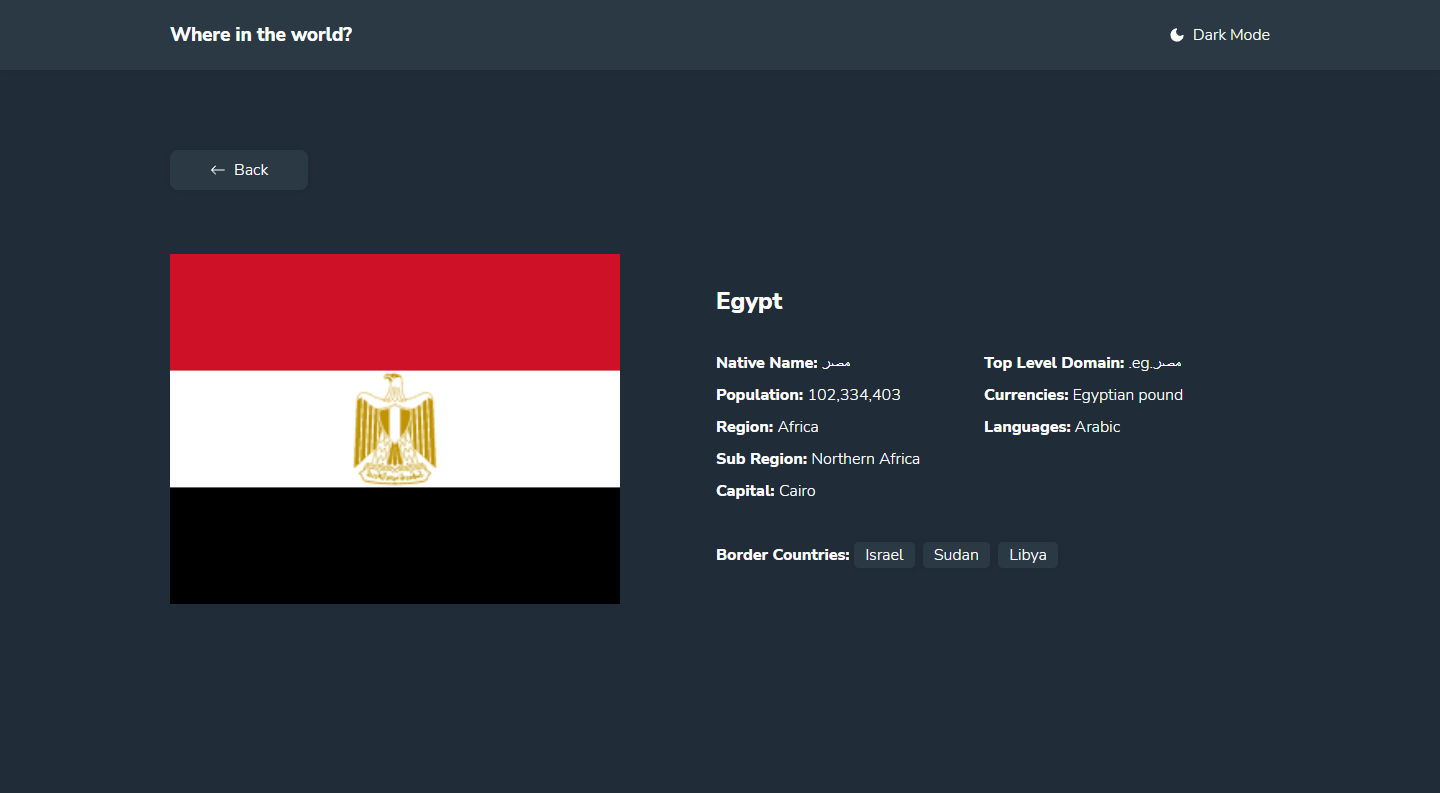 Where in the world?
Dark Mode
Back
Egypt
Native Name: مصر
Population: 102,334,403
Region: Africa
Sub Region: Northern Africa
Capital: Cairo
Top Level Domain: .eg.مصر
Currencies: Egyptian pound
Languages: Arabic
Border Countries: Israel Sudan Libya